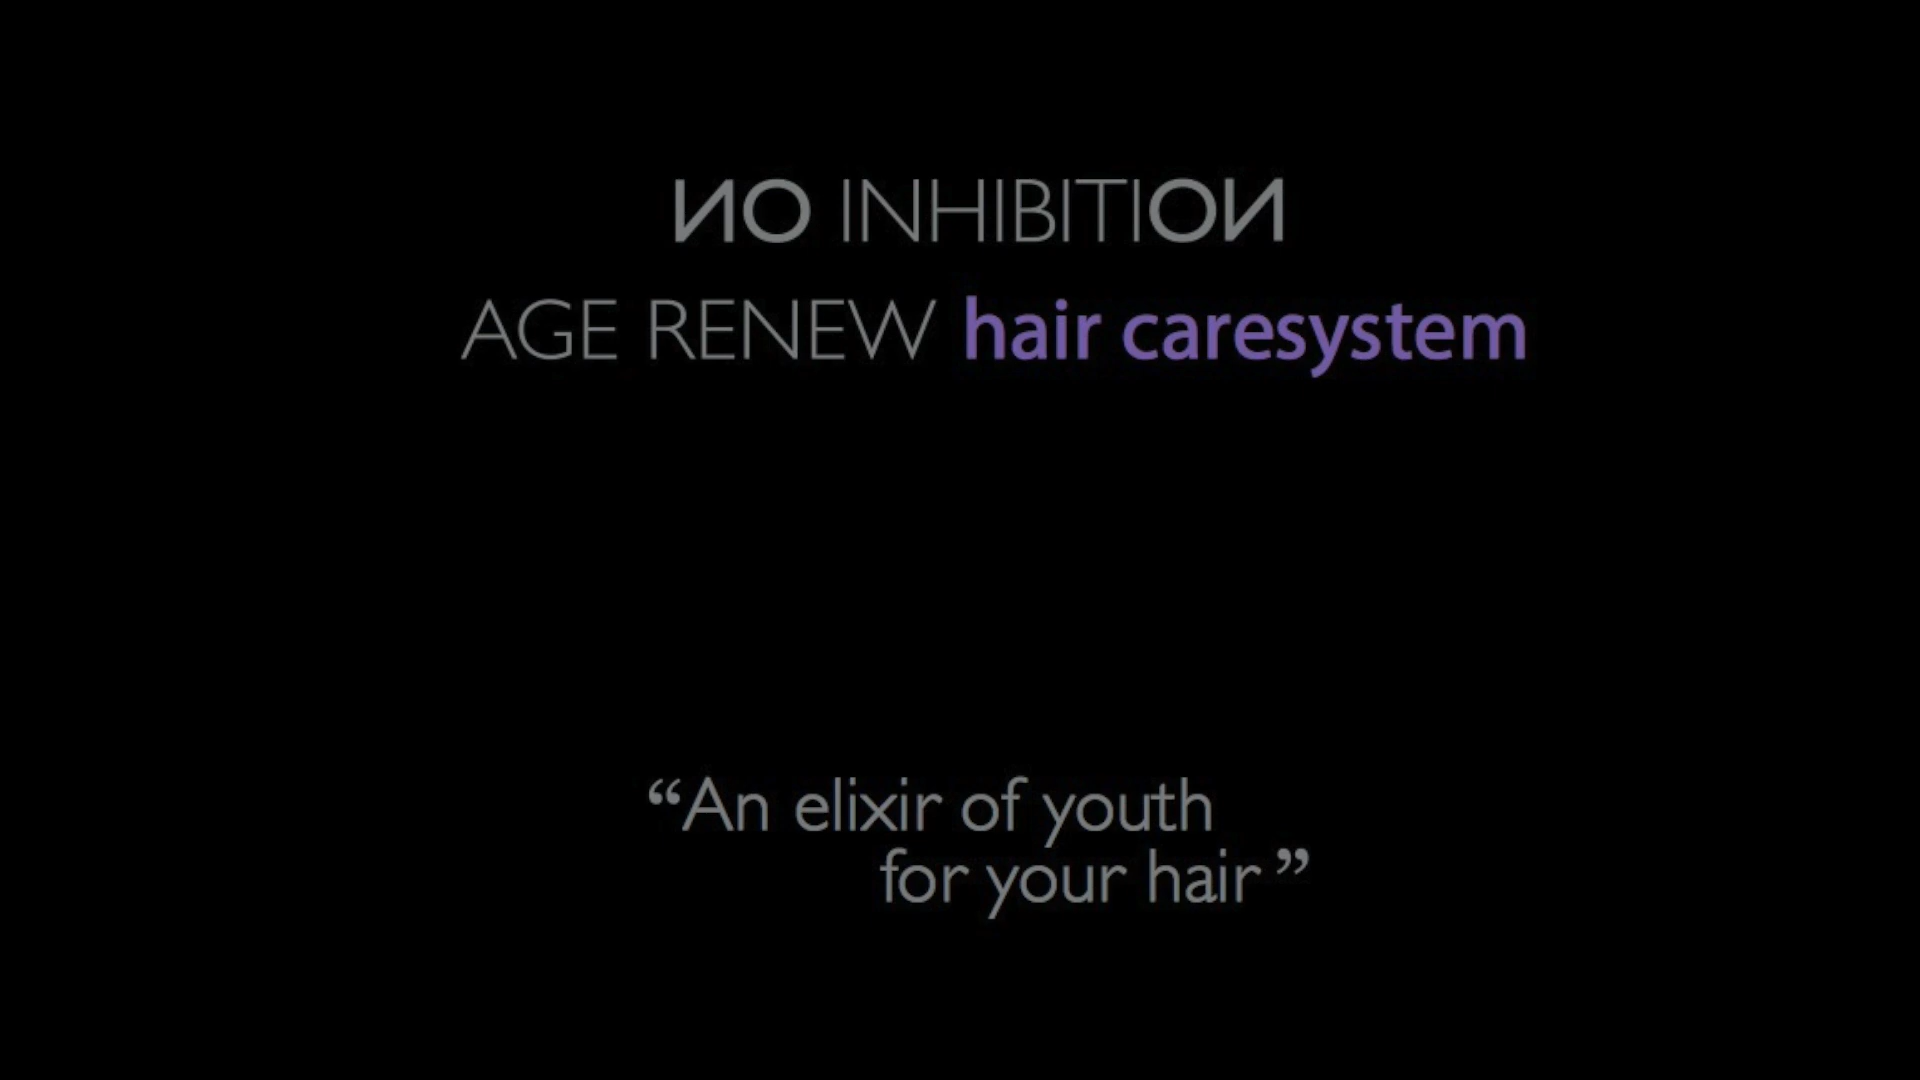 NO INHIBITION
AGE RENEW hair caresystem
“An elixir of youth
for your hair”